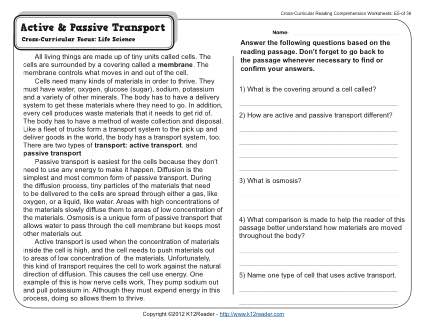 Cross-Curricular Reading Comprehension Worksheets: E5 of 36
Active & Passive Transport
Cross-Curricular Focus: Life Science
Name
All living things are made up of tiny units called cells. The
cells are surrounded by a covering called a membrane. The
membrane controls what moves in and out of the cell.
Cells need many kinds of materials in order to thrive. They
must have water, oxygen, glucose (sugar), sodium, potassium
and a variety of other minerals. The body has to have a delivery
system to get these materials where they need to go. In addition,
every cell produces waste materials that it needs to get rid of.
The body has to have a method of waste collection and disposal.
Like a fleet of trucks form a transport system to the pick up and
deliver goods in the world, the body has a transport system, too.
There are two types of transport: active transport, and
passive transport
Passive transport is easiest for the cells because they don't
need to use any energy to make it happen. Diffusion is the
simplest and most common form of passive transport. During
the diffusion process, tiny particles of the materials that need
to be delivered to the cells are spread through either a gas, like
oxygen, or a liquid, like water. Areas with high concentrations of
the materials slowly diffuse them to areas of low concentration of
the materials. Osmosis is a unique form of passive transport that
allows water to pass through the cell membrane but keeps most
other materials out.
Active transport is used when the concentration of materials
inside the cell is high, and the cell needs to push materials out
to areas of low concentration of the materials. Unfortunately,
this kind of transport requires the cell to work against the natural
direction of diffusion. This causes the cell to use energy. One
example of this is how nerve cells work. They pump sodium out
and pull potassium in. Although they must expend energy in this
process, doing so allows them to thrive.
Answer the following questions based on the
reading passage. Don't forget to go back to
the passage whenever necessary to find or
confirm your answers.
1) What is the covering around a cell called?
2) How are active and passive transport different?
3) What is osmosis?
4) What comparison is made to help the reader of this
passage better understand how materials are moved
throughout the body?
5) Name one type of cell that uses active transport.
Copyright ©2012 K12Reader - http://www.k12reader.com